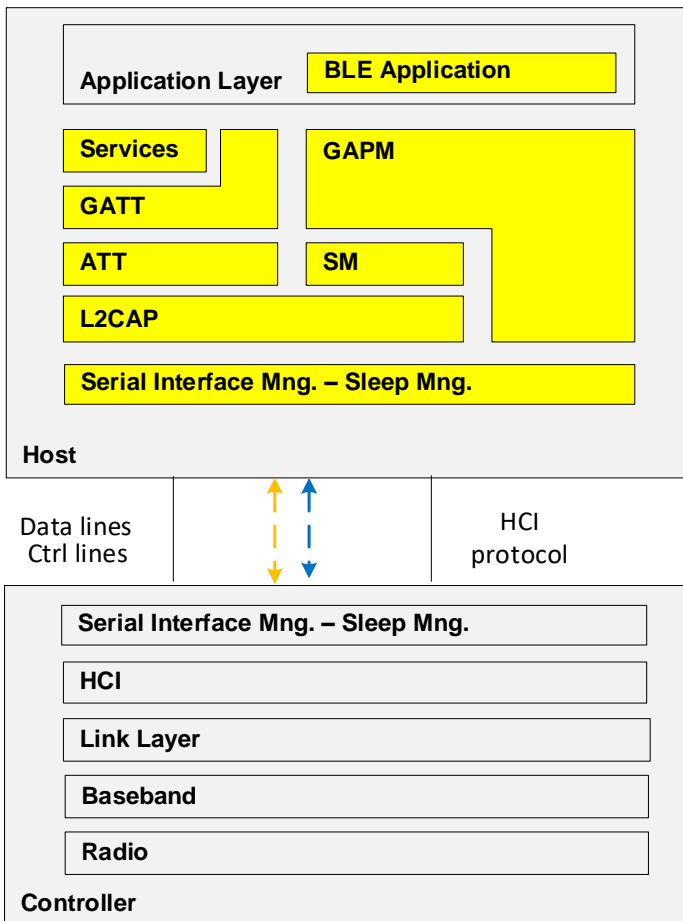 BLE Application
Application Layer
Services
GAPM
GATT
ATT
SM
L2CAP
Serial Interface Mng. – Sleep Mng.
Host
Data lines
Ctrl lines
HCI
protocol
Serial Interface Mng. – Sleep Mng.
HCI
Link Layer
Baseband
Radio
Controller